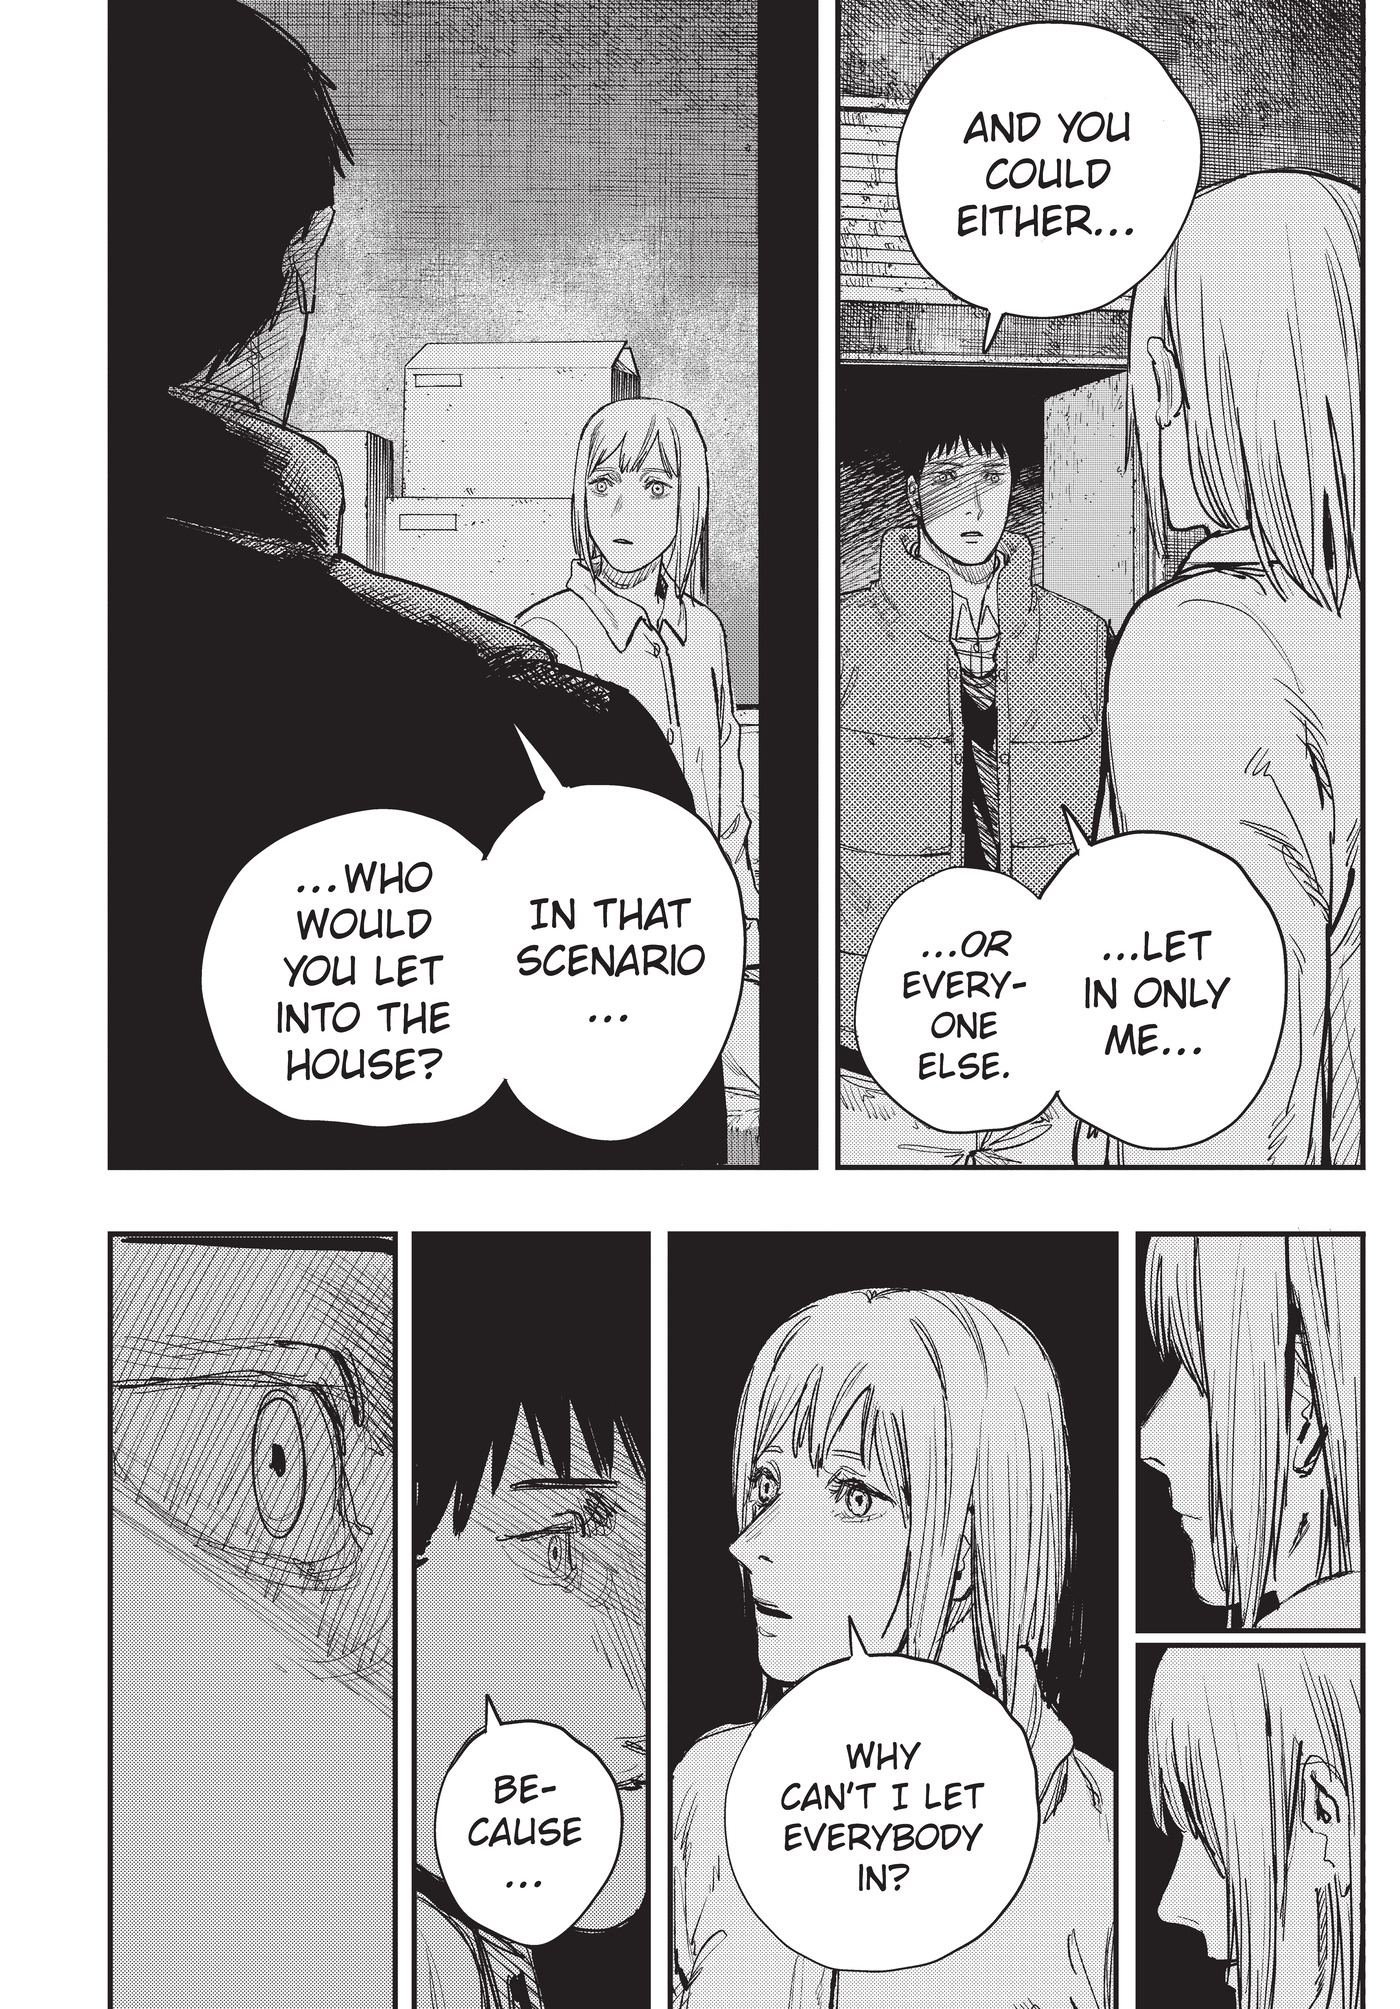 AND YOU
COULD
EITHER...
...LET
IN ONLY
ME...
...OR
EVERY-
ONE
ELSE.
IN THAT
SCENARIO
...
...WHO
WOULD
YOU LET
INTO THE
HOUSE?
WHY
CAN'T I LET
EVERYBODY
IN?
BE-
CAUSE
...